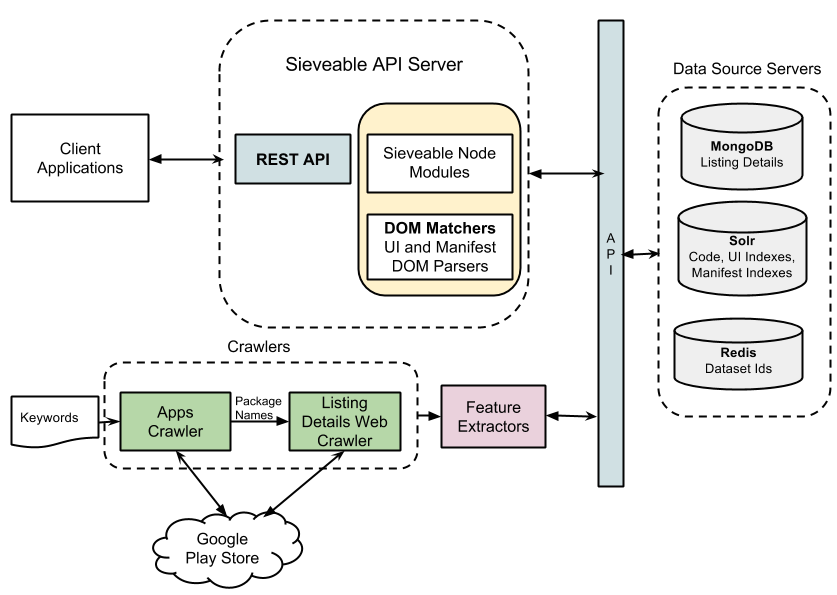 Sieveable API Server
Data Source Servers
Client
Applications
REST API
Sieveable Node
Modules
DOM Matchers
UI and Manifest
DOM Parsers
A
P
I
MongoDB
Listing Details
Solr
Code, UI Indexes,
Manifest Indexes
Redis
Dataset Ids
Crawlers
Keywords
Apps
Crawler
Package
Names
Listing
Details Web
Crawler
Feature
Extractors
Google
Play Store